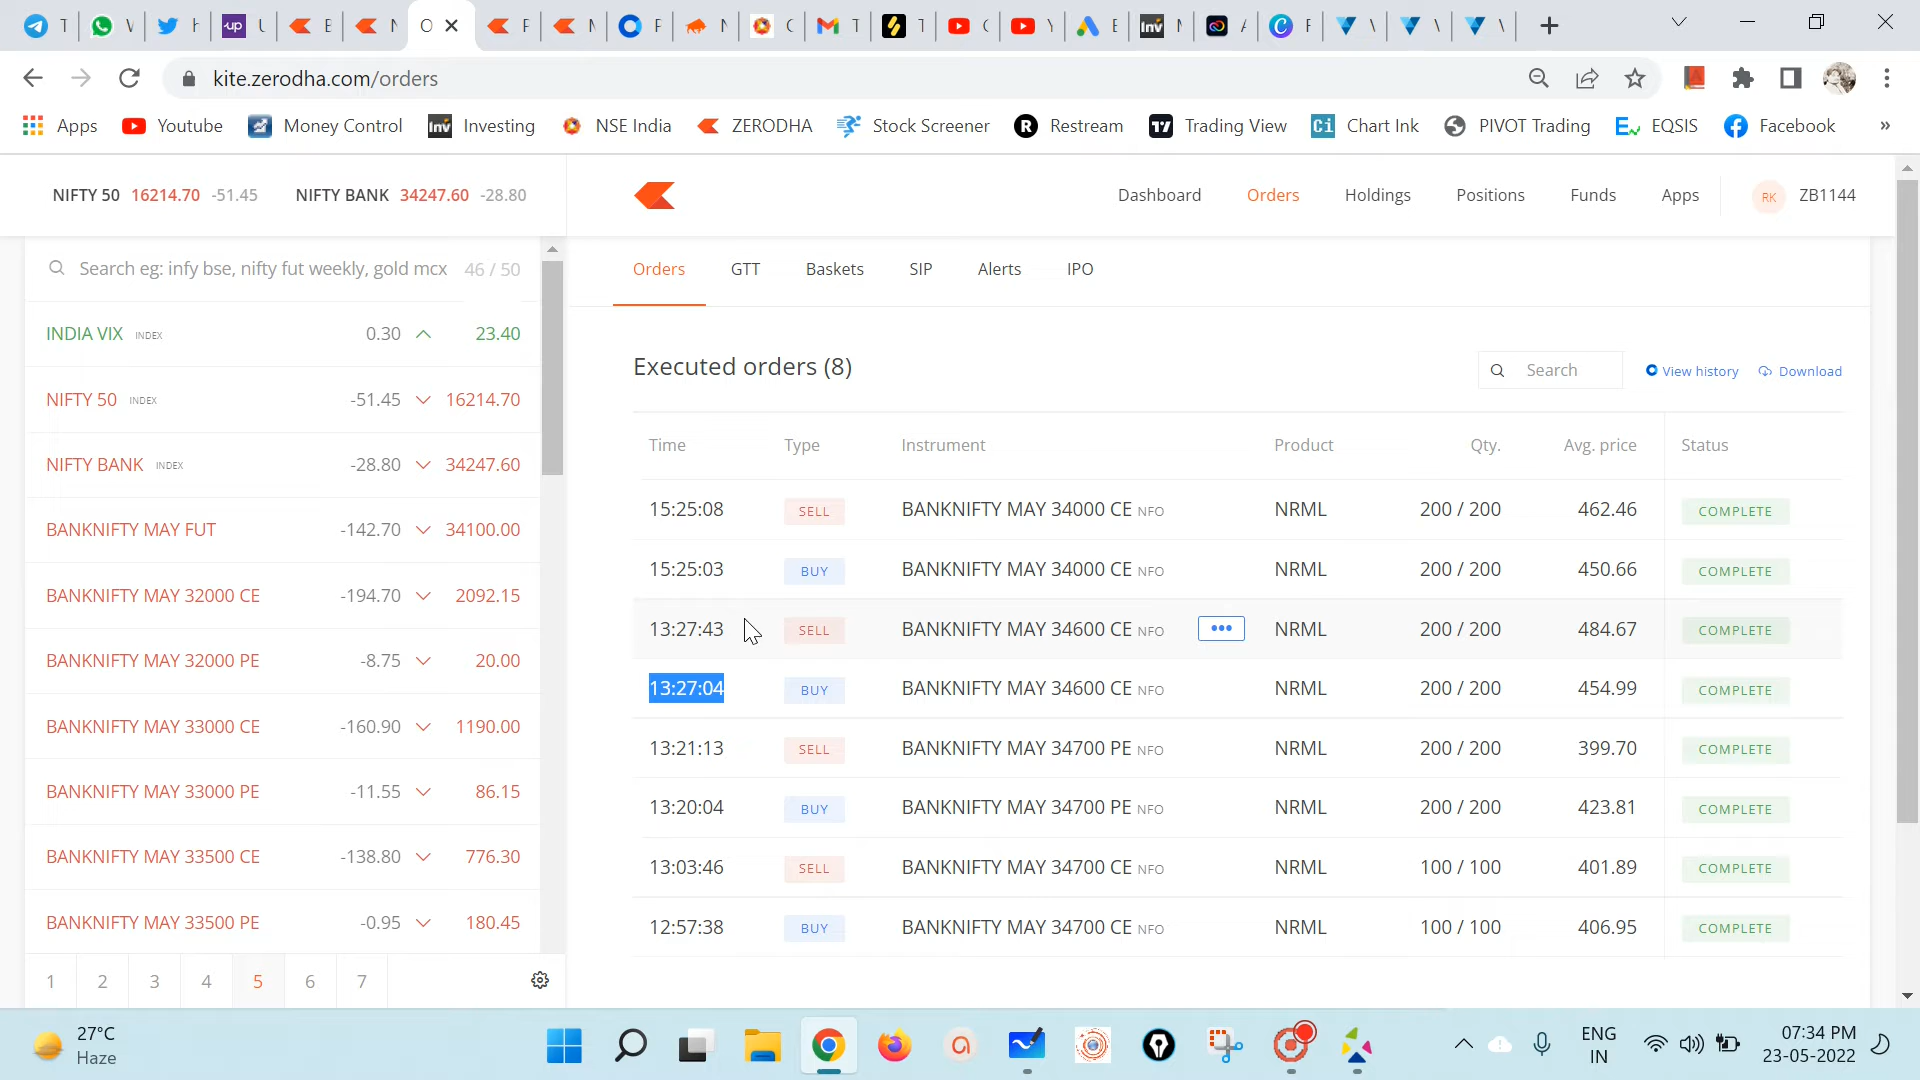 kite.zerodha.com/orders
Apps Youtube Money Control Investing NSE India ZERODHA Stock Screener Restream Trading View Chart Ink PIVOT Trading EQSIS Facebook »
NIFTY 50 16214.70 -51.45 NIFTY BANK 34247.60 -28.80
Dashboard Orders Holdings Positions Funds Apps RK ZB1144
Search eg: infy bse, nifty fut weekly, gold mcx 46 / 50
INDIA VIX INDEX 0.30 23.40
NIFTY 50 INDEX -51.45 16214.70
NIFTY BANK INDEX -28.80 34247.60
BANKNIFTY MAY FUT -142.70 34100.00
BANKNIFTY MAY 32000 CE -194.70 2092.15
BANKNIFTY MAY 32000 PE -8.75 20.00
BANKNIFTY MAY 33000 CE -160.90 1190.00
BANKNIFTY MAY 33000 PE -11.55 86.15
BANKNIFTY MAY 33500 CE -138.80 776.30
BANKNIFTY MAY 33500 PE -0.95 180.45
1 2 3 4 5 6 7
Orders GTT Baskets SIP Alerts IPO
Executed orders (8)
Search View history Download
Time Type Instrument Product Qty. Avg. price Status
15:25:08 SELL BANKNIFTY MAY 34000 CE NFO NRML 200 / 200 462.46 COMPLETE
15:25:03 BUY BANKNIFTY MAY 34000 CE NFO NRML 200 / 200 450.66 COMPLETE
13:27:43 SELL BANKNIFTY MAY 34600 CE NFO NRML 200 / 200 484.67 COMPLETE
13:27:04 BUY BANKNIFTY MAY 34600 CE NFO NRML 200 / 200 454.99 COMPLETE
13:21:13 SELL BANKNIFTY MAY 34700 PE NFO NRML 200 / 200 399.70 COMPLETE
13:20:04 BUY BANKNIFTY MAY 34700 PE NFO NRML 200 / 200 423.81 COMPLETE
13:03:46 SELL BANKNIFTY MAY 34700 CE NFO NRML 100 / 100 401.89 COMPLETE
12:57:38 BUY BANKNIFTY MAY 34700 CE NFO NRML 100 / 100 406.95 COMPLETE
27°C
Haze
ENG
IN
07:34 PM
23-05-2022